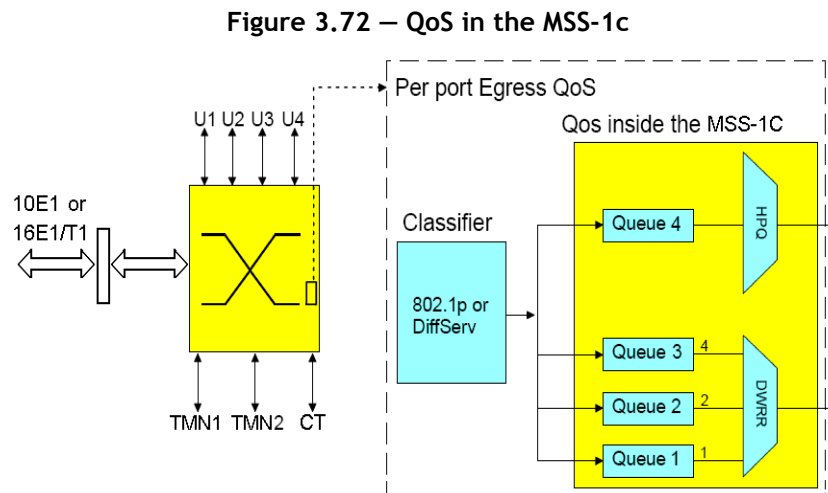 Figure 3.72 — QoS in the MSS-1c
Per port Egress QoS
U1 U2 U3 U4
Qos inside the MSS-1C
10E1 or
16E1/T1
Classifier
802.1p or
DiffServ
Queue 4
HPQ
Queue 3
4
Queue 2
2
Queue 1
1
DWRR
TMN1 TMN2 CT